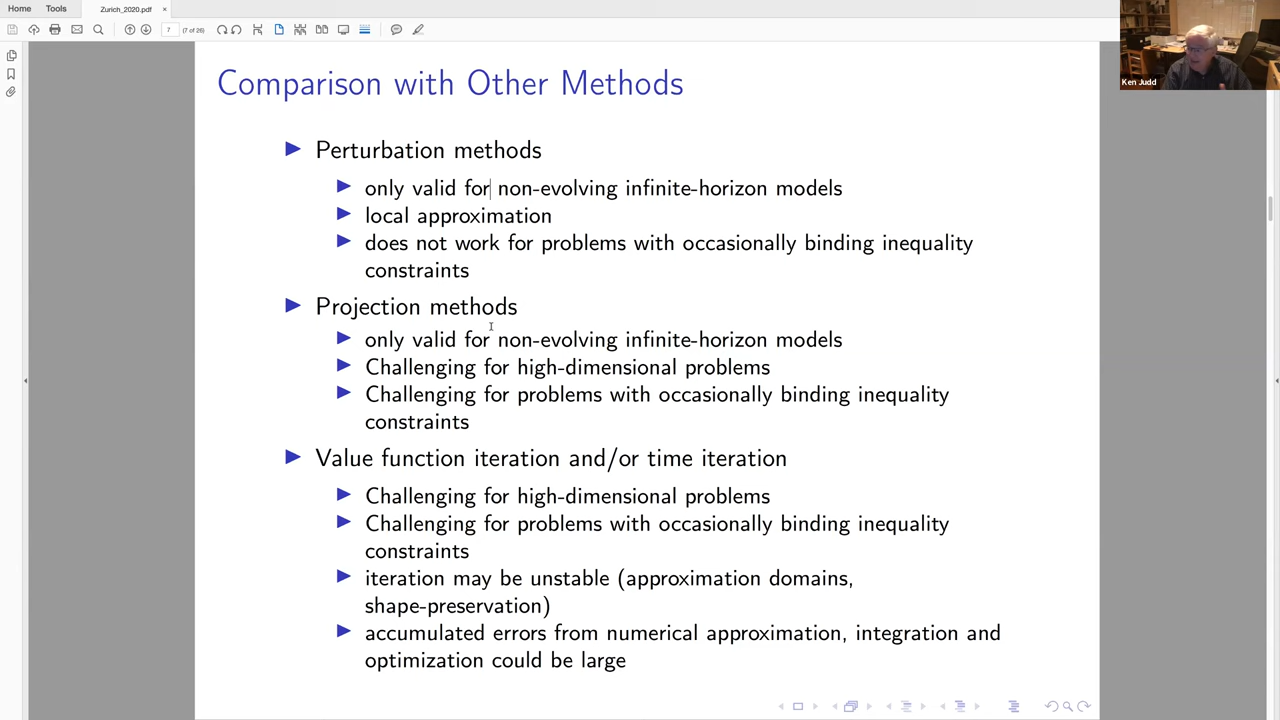 Home Tools Zurich_2020.pdf ×
7 (7 of 26)
Ken Judd
Comparison with Other Methods
Perturbation methods
only valid for non-evolving infinite-horizon models
local approximation
does not work for problems with occasionally binding inequality
constraints
Projection methods
only valid for non-evolving infinite-horizon models
Challenging for high-dimensional problems
Challenging for problems with occasionally binding inequality
constraints
Value function iteration and/or time iteration
Challenging for high-dimensional problems
Challenging for problems with occasionally binding inequality
constraints
iteration may be unstable (approximation domains,
shape-preservation)
accumulated errors from numerical approximation, integration and
optimization could be large